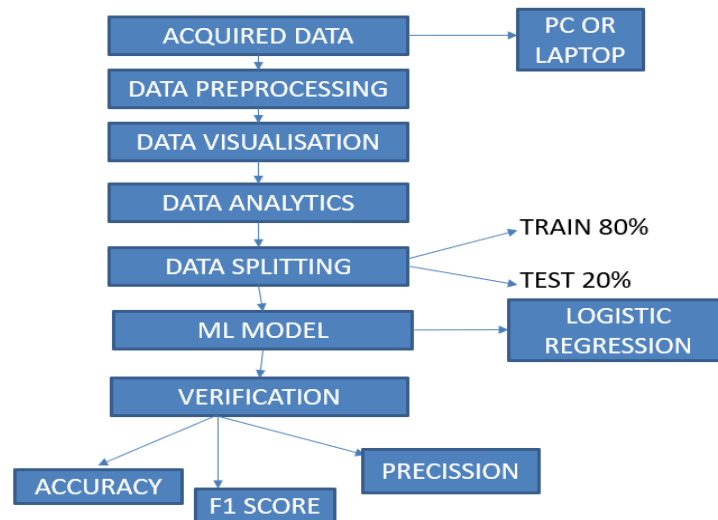 ACQUIRED DATA
PC OR
LAPTOP
DATA PREPROCESSING
DATA VISUALISATION
DATA ANALYTICS
DATA SPLITTING
TRAIN 80%
TEST 20%
ML MODEL
LOGISTIC
REGRESSION
VERIFICATION
ACCURACY
F1 SCORE
PRECISSION